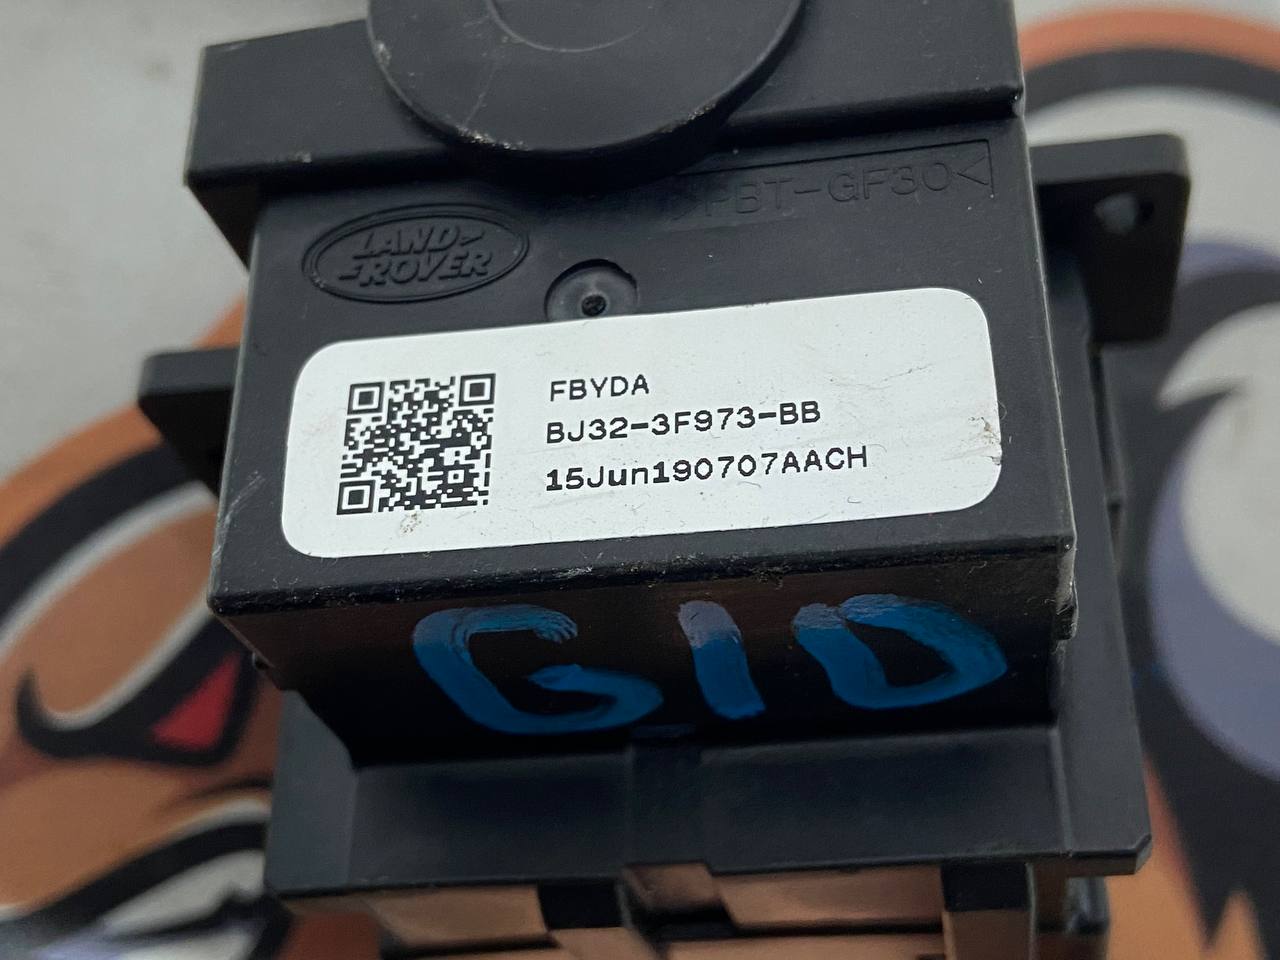 >PBT-GF30<
LAND-
-ROVER
FBYDA
BJ32-3F973-BB
15Jun190707AACH
G10